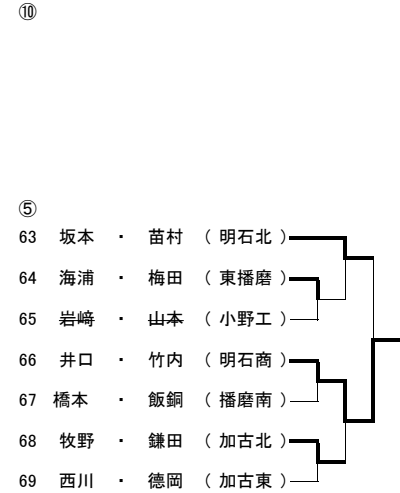 ⑩
⑤
63 坂本 ・ 苗村 （ 明石北 ）
64 海浦 ・ 梅田 （ 東播磨 ）
65 岩﨑 ・ 山本 （ 小野工 ）
66 井口 ・ 竹内 （ 明石商 ）
67 橋本 ・ 飯銅 （ 播磨南 ）
68 牧野 ・ 鎌田 （ 加古北 ）
69 西川 ・ 德岡 （ 加古東 ）